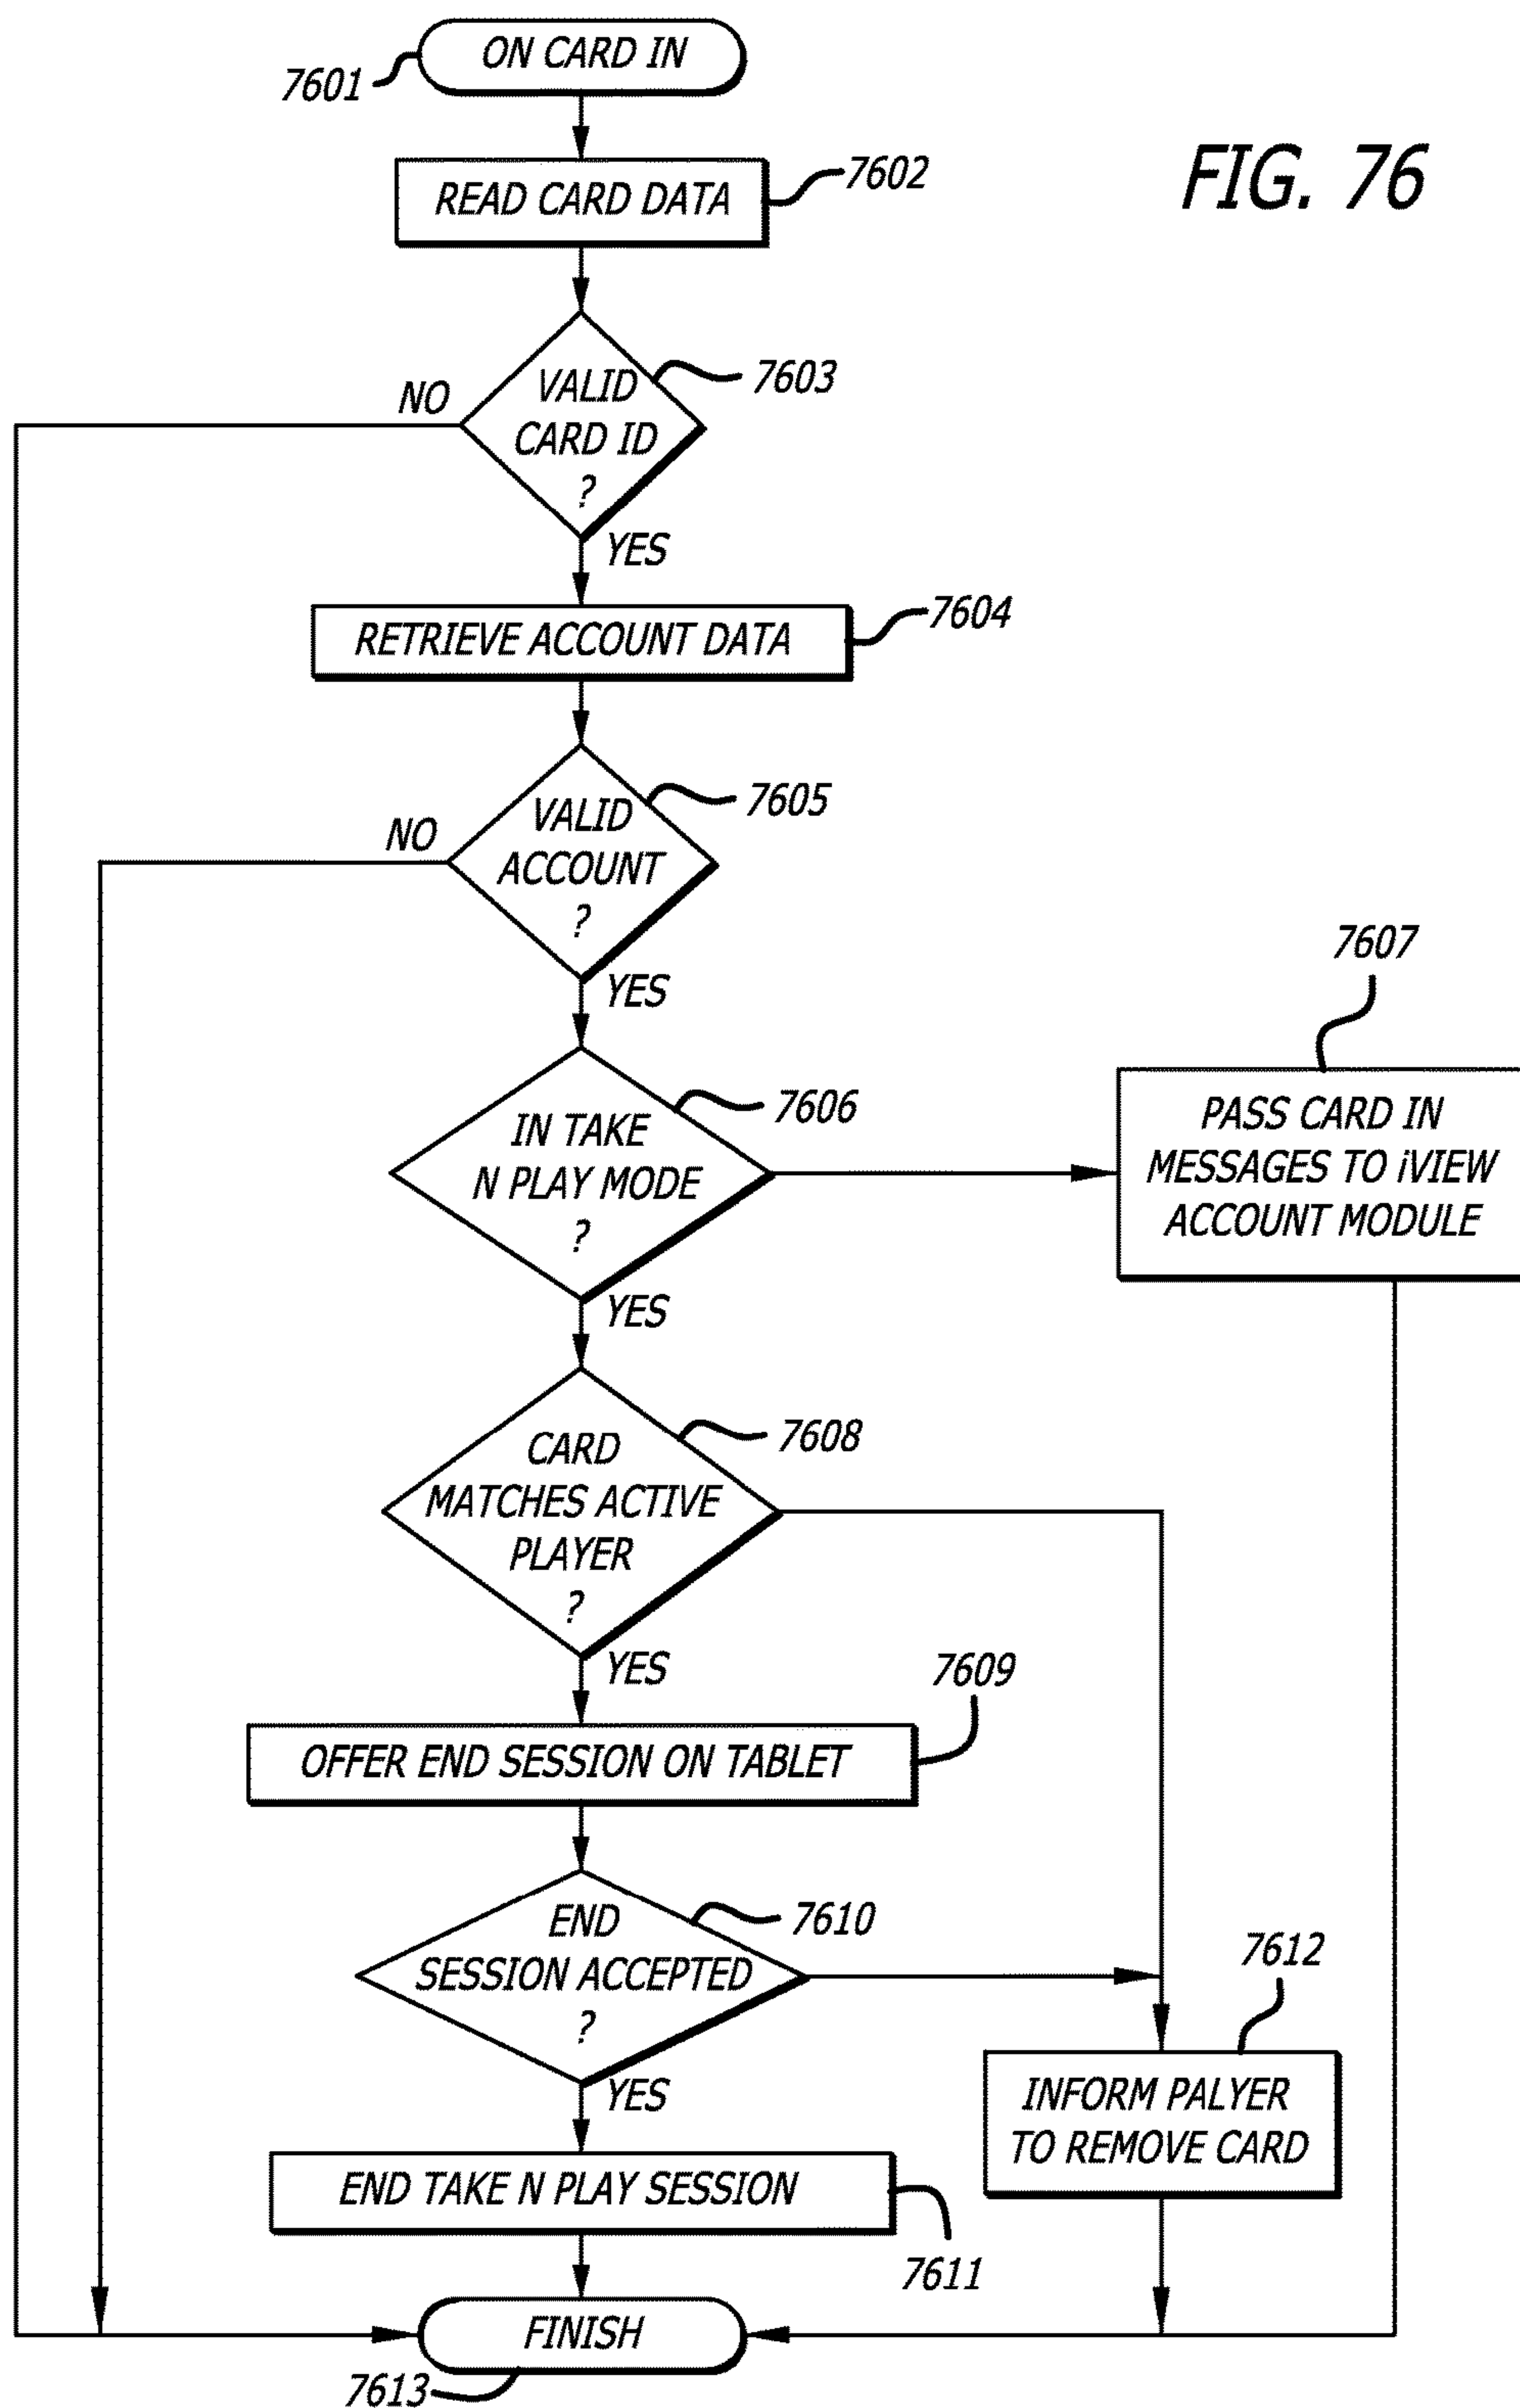 ON CARD IN
7601
FIG. 76
READ CARD DATA
7602
VALID
CARD ID
?
7603
NO
YES
RETRIEVE ACCOUNT DATA
7604
VALID
ACCOUNT
?
7605
NO
YES
IN TAKE
N PLAY MODE
?
7606
7607
PASS CARD IN
MESSAGES TO iVIEW
ACCOUNT MODULE
YES
CARD
MATCHES ACTIVE
PLAYER
?
7608
YES
7609
OFFER END SESSION ON TABLET
END
SESSION ACCEPTED
?
7610
7612
INFORM PALYER
TO REMOVE CARD
YES
END TAKE N PLAY SESSION
7611
FINISH
7613